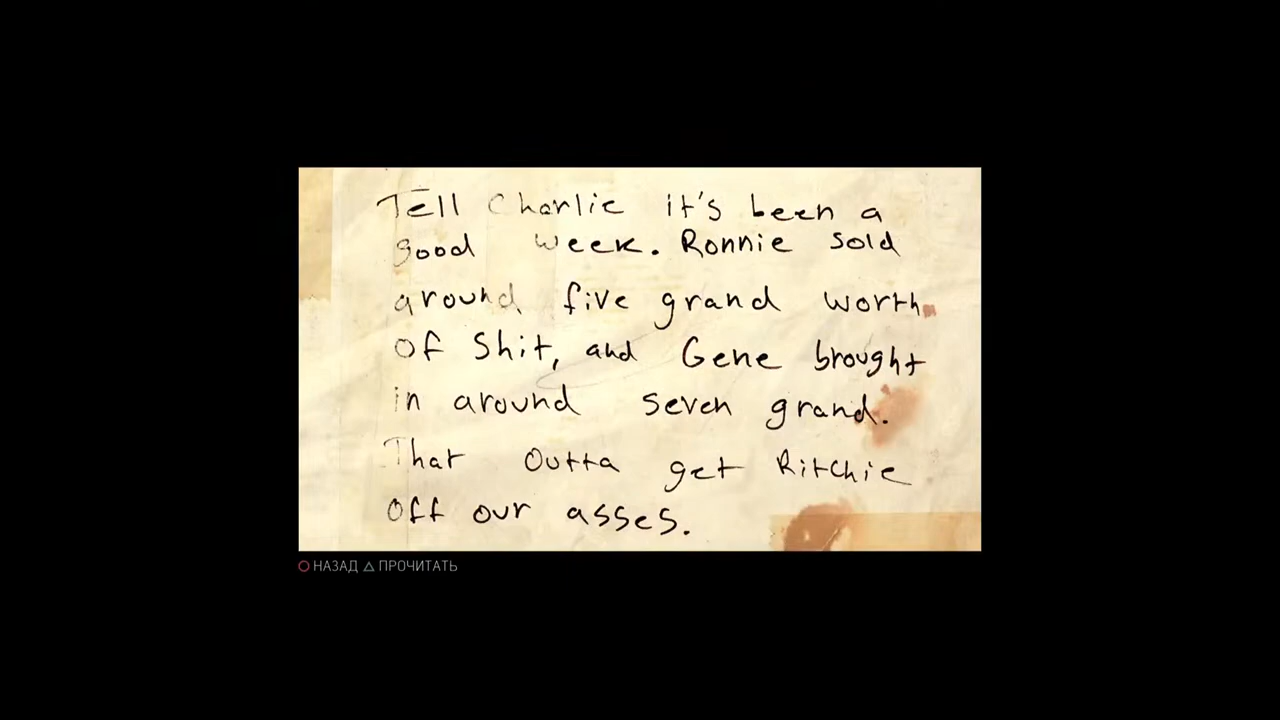 Tell Charlie it's been a
good week. Ronnie sold
around five grand worth
of Shit, and Gene brought
in around seven grand.
That Outta get Ritchie
Off our asses.
НАЗАД ПРОЧИТАТЬ